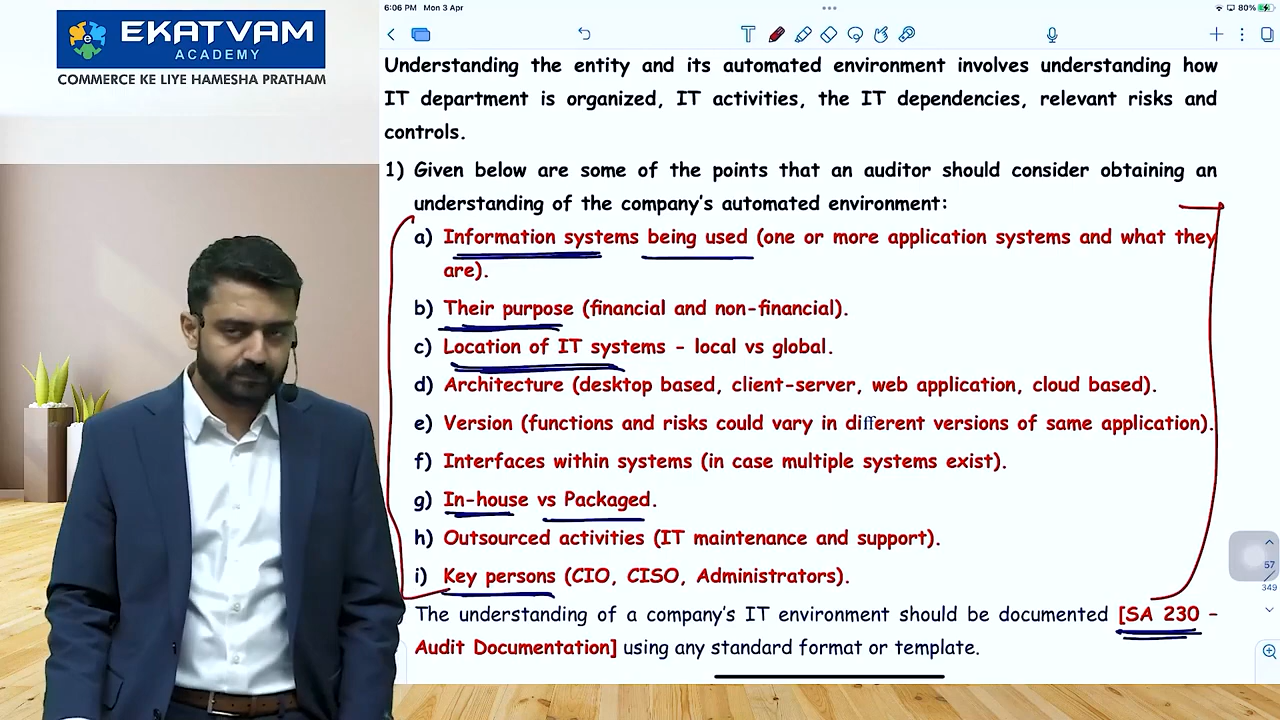 EKATVAM
ACADEMY
COMMERCE KE LIYE HAMESHA PRATHAM
6:06 PM Mon 3 Apr
80%
Understanding the entity and its automated environment involves understanding how
IT department is organized, IT activities, the IT dependencies, relevant risks and
controls.
1) Given below are some of the points that an auditor should consider obtaining an
understanding of the company's automated environment:
a) Information systems being used (one or more application systems and what they
are).
b) Their purpose (financial and non-financial).
c) Location of IT systems - local vs global.
d) Architecture (desktop based, client-server, web application, cloud based).
e) Version (functions and risks could vary in different versions of same application).
f) Interfaces within systems (in case multiple systems exist).
g) In-house vs Packaged.
h) Outsourced activities (IT maintenance and support).
i) Key persons (CIO, CISO, Administrators).
The understanding of a company's IT environment should be documented [SA 230 –
Audit Documentation] using any standard format or template.
57
349